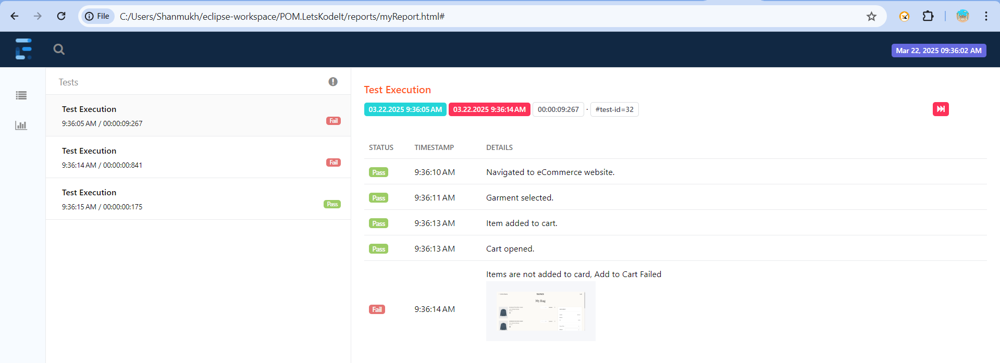 File C:/Users/Shanmukh/eclipse-workspace/POM.LetsKodeIt/reports/myReport.html#
Mar 22, 2025 09:36:02 AM
Tests
Test Execution
9:36:05 AM / 00:00:09:267
Fail
Test Execution
9:36:14 AM / 00:00:00:841
Fail
Test Execution
9:36:15 AM / 00:00:00:175
Pass
Test Execution
03.22.2025 9:36:05 AM 03.22.2025 9:36:14 AM 00:00:09:267 · #test-id=32
STATUS TIMESTAMP DETAILS
Pass 9:36:10 AM Navigated to eCommerce website.
Pass 9:36:11 AM Garment selected.
Pass 9:36:13 AM Item added to cart.
Pass 9:36:13 AM Cart opened.
Items are not added to card, Add to Cart Failed
My Bag
Fail 9:36:14 AM